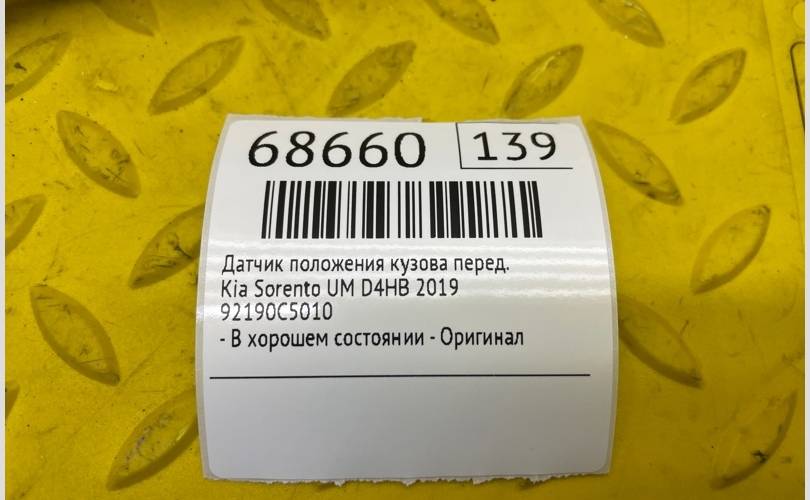 68660 139
Датчик положения кузова перед.
Kia Sorento UM D4HB 2019
92190C5010
- В хорошем состоянии - Оригинал